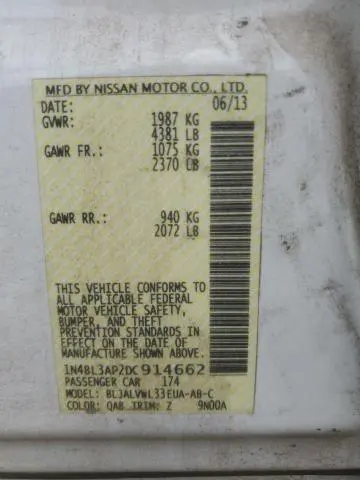 MFD BY NISSAN MOTOR CO., LTD.
DATE: 06/13
GVWR: 1987 KG
4381 LB
GAWR FR.: 1075 KG
2370 LB
GAWR RR.: 940 KG
2072 LB
THIS VEHICLE CONFORMS TO
ALL APPLICABLE FEDERAL
MOTOR VEHICLE SAFETY,
BUMPER, AND THEFT
PREVENTION STANDARDS IN
EFFECT ON THE DATE OF
MANUFACTURE SHOWN ABOVE.
1N4BL3AP2DC914662
PASSENGER CAR 174
MODEL: BLJALVWL33EUA-AB-C
COLOR: QAB TRIM: Z 9N00A